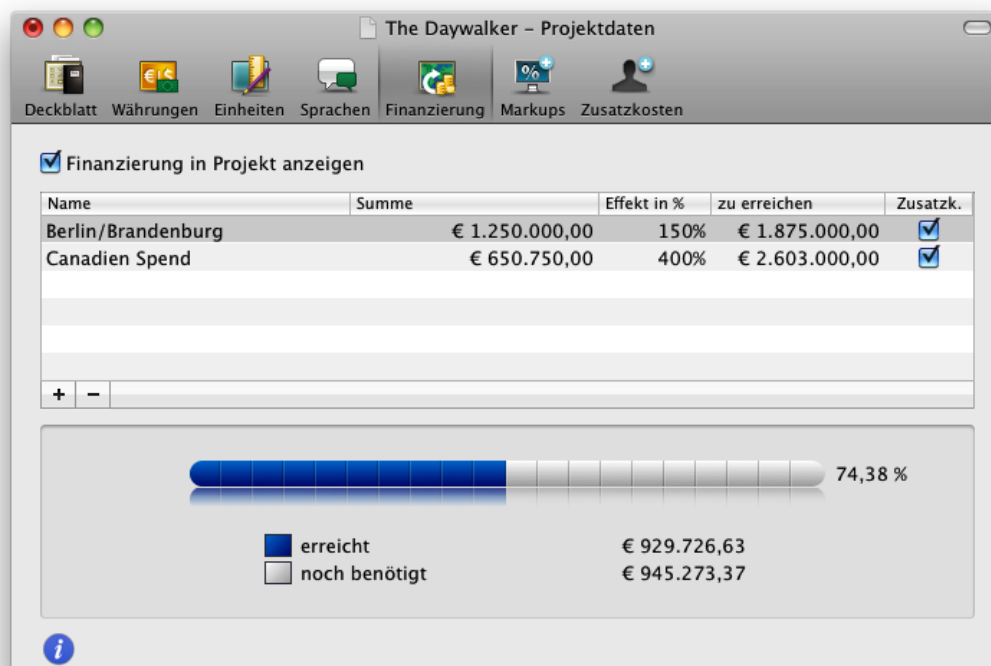 The Daywalker – Projektdaten
Deckblatt Währungen Einheiten Sprachen Finanzierung Markups Zusatzkosten
Finanzierung in Projekt anzeigen
Name Summe Effekt in % zu erreichen Zusatzk.
Berlin/Brandenburg € 1.250.000,00 150% € 1.875.000,00
Canadien Spend € 650.750,00 400% € 2.603.000,00
+ −
74,38 %
erreicht € 929.726,63
noch benötigt € 945.273,37